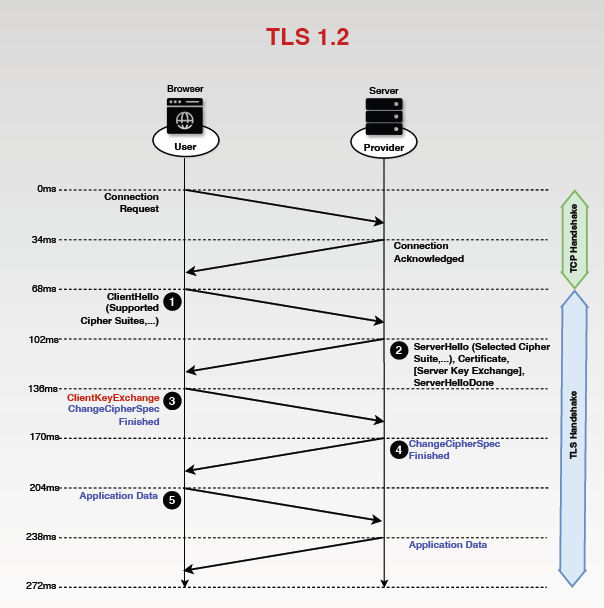 TLS 1.2
Browser
Server
User
Provider
0ms
Connection
Request
34ms
Connection
Acknowledged
TCP Handshake
68ms
ClientHello
(Supported
Cipher Suites,...)
1
102ms
2
ServerHello (Selected Cipher
Suite,...), Certificate,
[Server Key Exchange],
ServerHelloDone
136ms
ClientKeyExchange
ChangeCipherSpec
Finished
3
170ms
4
ChangeCipherSpec
Finished
TLS Handshake
204ms
Application Data
5
238ms
Application Data
272ms